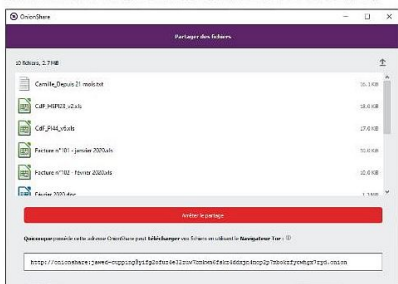 OnionShare
Partager des fichiers
10 fichiers, 2.7 MiB
Camille_Depuis 21 mois.txt
CdF_HSPI23_v2.xls
CdF_PI44_v6.xls
Facture n°101 - janvier 2020.xls
Facture n°102 - février 2020.xls
Février 2020.doc
Arrêter le partage
Quiconque possède cette adresse OnionShare peut télécharger vos fichiers en utilisant le Navigateur Tor :